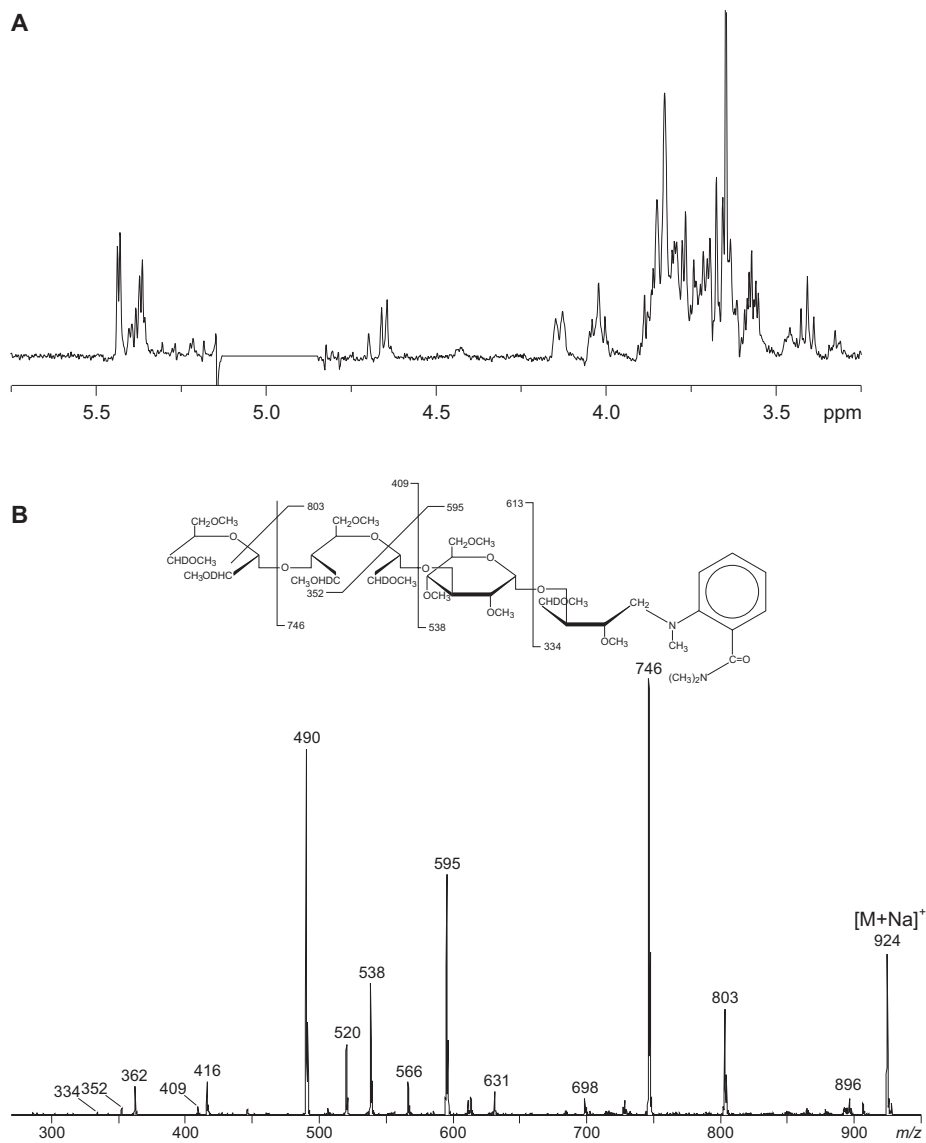 A
5.5 5.0 4.5 4.0 3.5 ppm
B
409
803 595 613
CH₂OCH₃ CH₂OCH₃
O O CH₂OCH₃
CHDOCH₃ O
CH₃ODHC O CH₃OHDC CHDOCH₃ O O CHDOCH₃ CH₂
352 OCH₃ OCH₃ N
OCH₃ CH₃ C=O
746 538 334 (CH₃)₂N
746
490
595
[M+Na]⁺
924
538
803
520
334 352 362 409 416 566 631 698 896
300 400 500 600 700 800 900 m/z